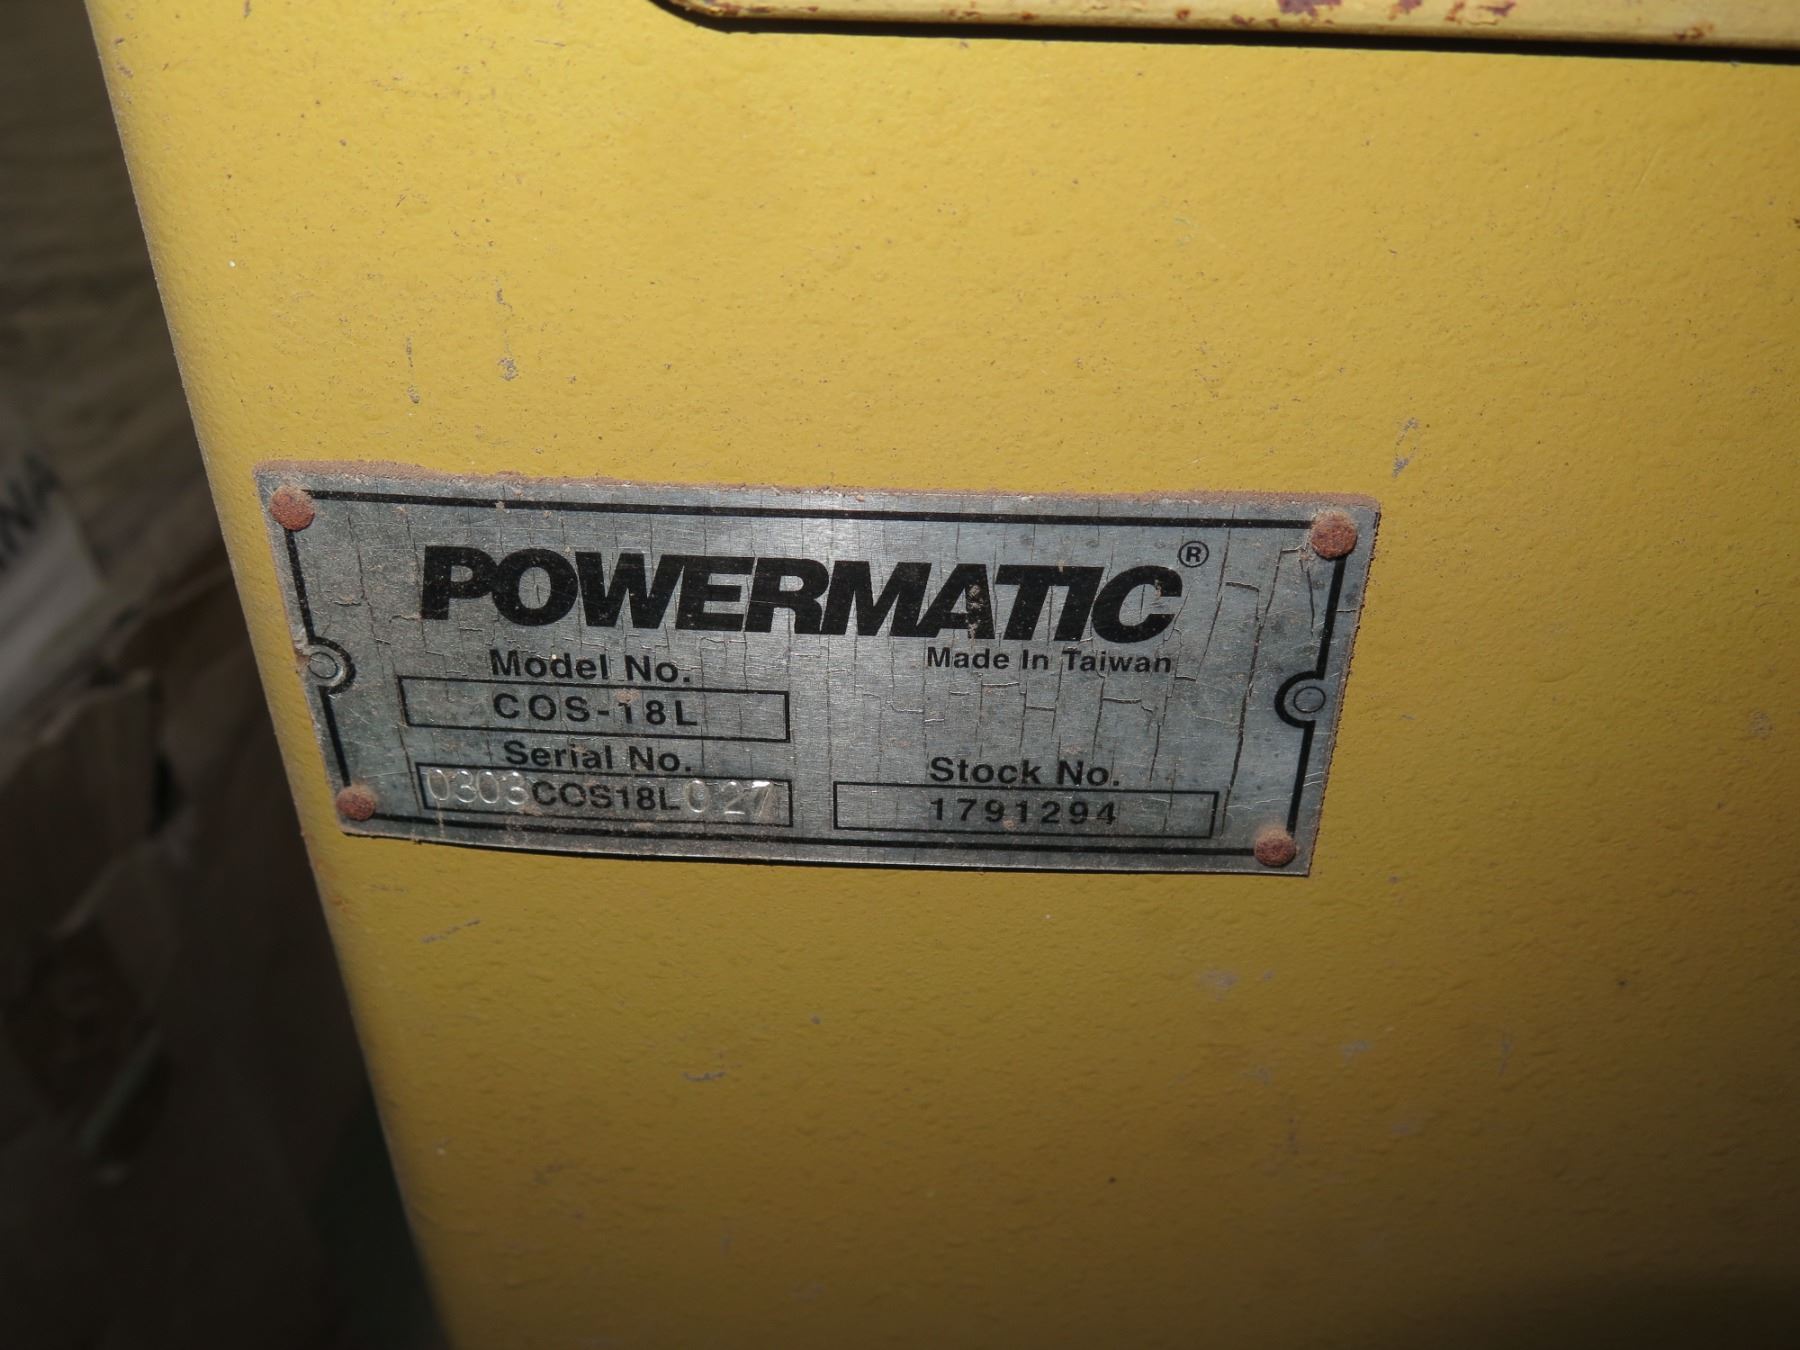 POWERMATIC®
Made In Taiwan
Model No.
COS-18L
Serial No.
0303COS18L027
Stock No.
1791294